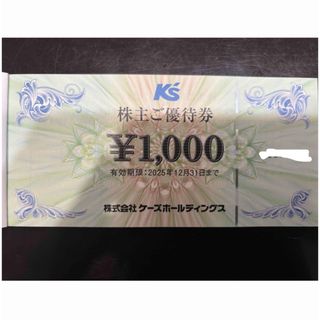 K's
株主ご優待券
¥1,000
有効期限:2025年12月31日まで
株式会社ケーズホールディングス